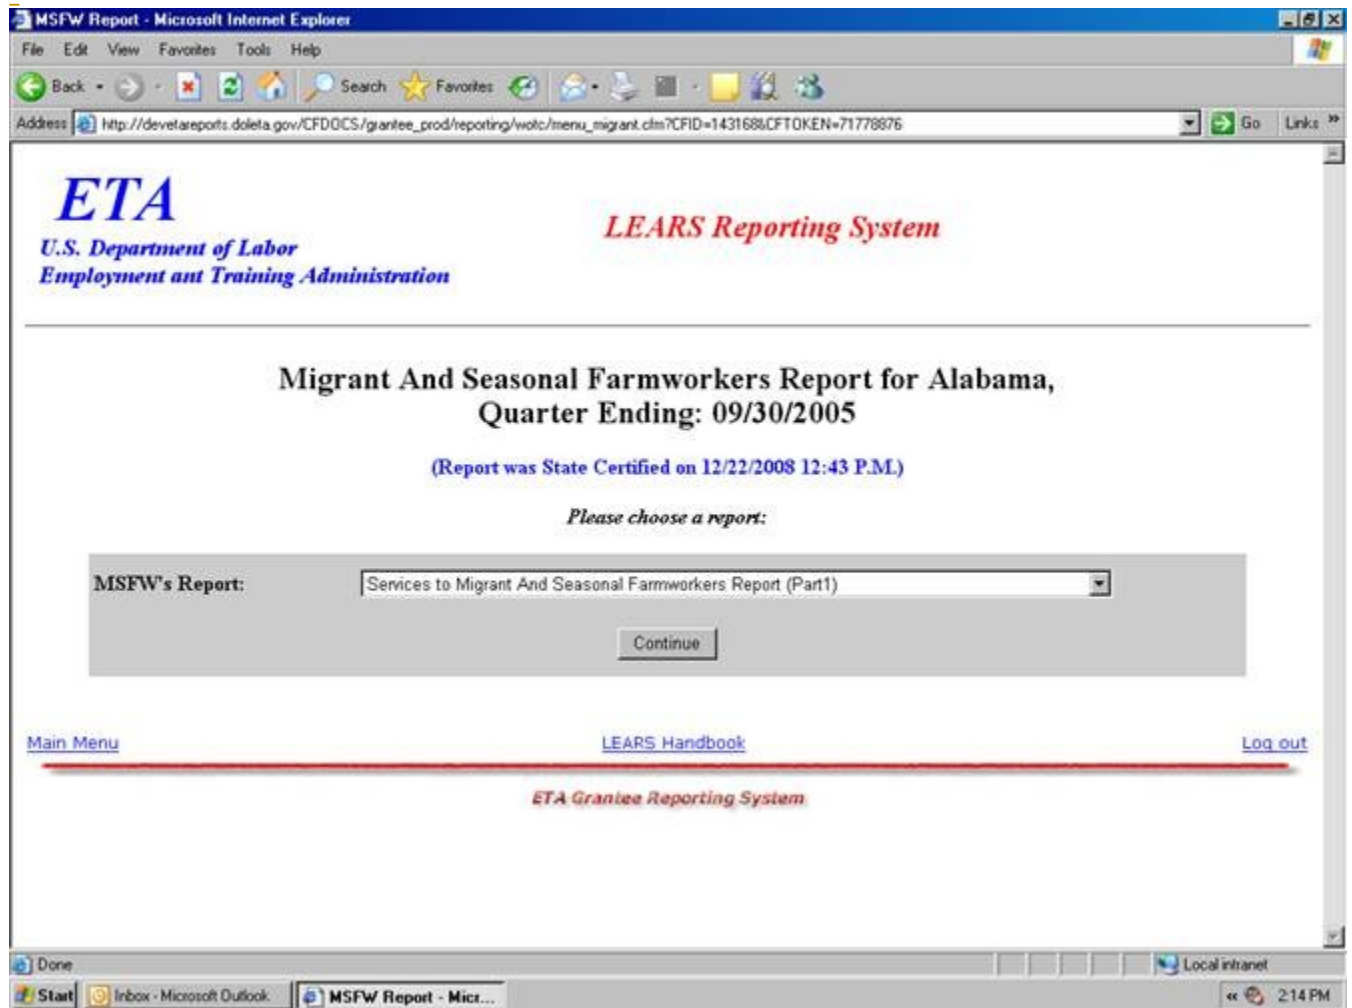 MSFW Report - Microsoft Internet Explorer
File Edit View Favorites Tools Help
Back Search Favorites
Address http://devetareports.doleta.gov/CFDOCS/grantee_prod/reporting/wotc/menu_migrant.cfm?CFID=143168&CFTOKEN=71778876 Go Links »
ETA
LEARS Reporting System
U.S. Department of Labor
Employment ant Training Administration
Migrant And Seasonal Farmworkers Report for Alabama,
Quarter Ending: 09/30/2005
(Report was State Certified on 12/22/2008 12:43 P.M.)
Please choose a report:
MSFW's Report: Services to Migrant And Seasonal Farmworkers Report (Part1)
Continue
Main Menu LEARS Handbook Log out
ETA Grantee Reporting System
Done Local intranet
Start Inbox - Microsoft Outlook MSFW Report - Micr... « 2:14 PM